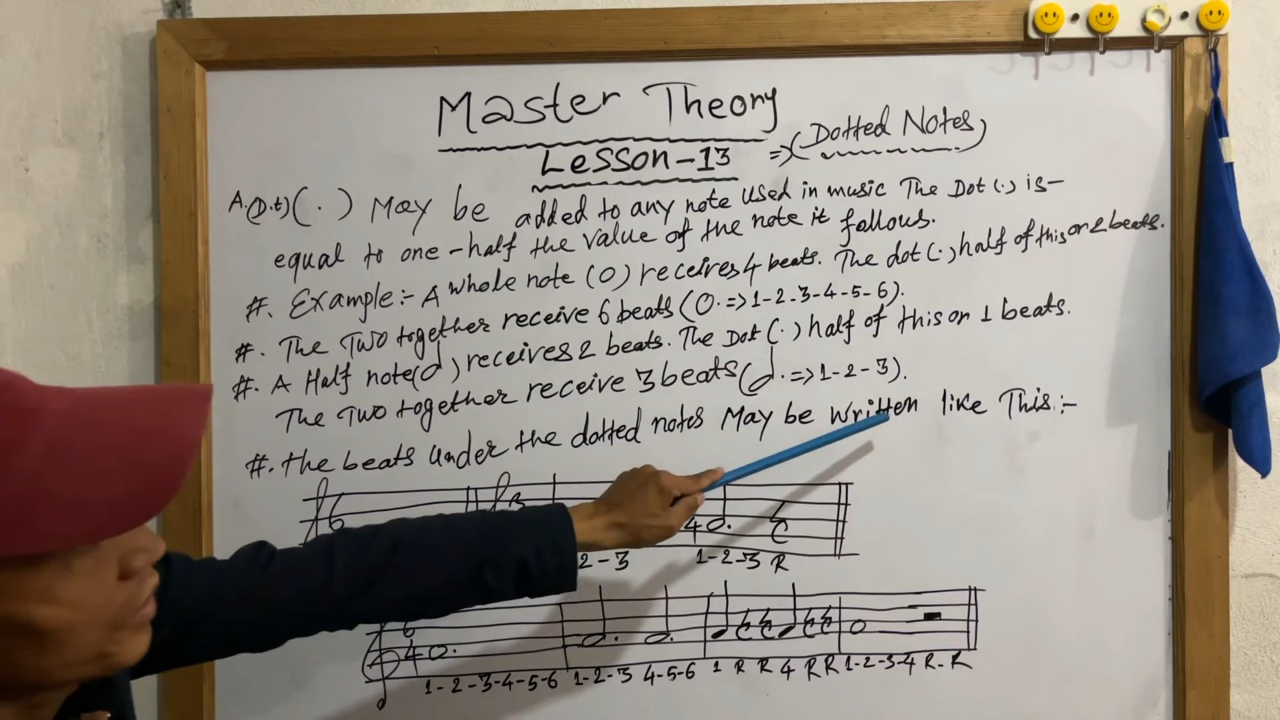 Master Theory
Lesson-13 => (Dotted Notes)
A.(D.t)(.) May be added to any note used in music The Dot (.) is-
equal to one-half the value of the note it follows.
#. Example:- A whole note (O) receives 4 beats. The dot (.) half of this or 2 beats.
#. The Two together receive 6 beats (O. => 1-2-3-4-5-6).
#. A Half note(d) receives 2 beats. The Dot (.) half of this or 1 beats.
The Two together receive 3 beats (d. => 1-2-3).
#. the beats under the dotted notes May be written like This:-
6 3 4
2-3 1-2-3 R
6 4
1-2-3-4-5-6 1-2-3 4-5-6 1 R R 4 R R 1-2-3-4 R-R